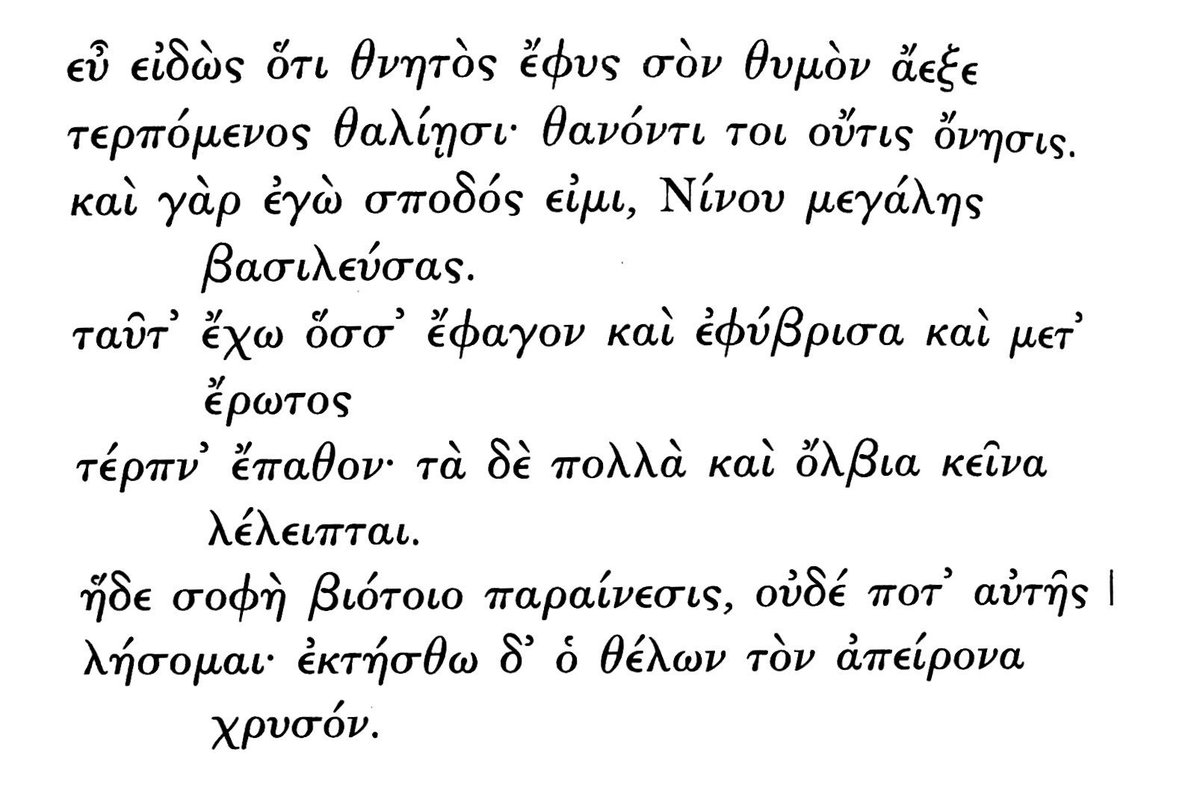 εὖ εἰδὼς ὅτι θνητὸς ἔφυς σὸν θυμὸν ἄεξε
τερπόμενος θαλίῃσι· θανόντι τοι οὔτις ὄνησις.
καὶ γὰρ ἐγὼ σποδός εἰμι, Νίνου μεγάλης
βασιλεύσας.
ταῦτ’ ἔχω ὅσσ’ ἔφαγον καὶ ἐφύβρισα καὶ μετ’
ἔρωτος
τέρπν’ ἔπαθον· τὰ δὲ πολλὰ καὶ ὄλβια κεῖνα
λέλειπται.
ἥδε σοφὴ βιότοιο παραίνεσις, οὐδέ ποτ’ αὐτῆς |
λήσομαι· ἐκτήσθω δ’ ὁ θέλων τὸν ἀπείρονα
χρυσόν.